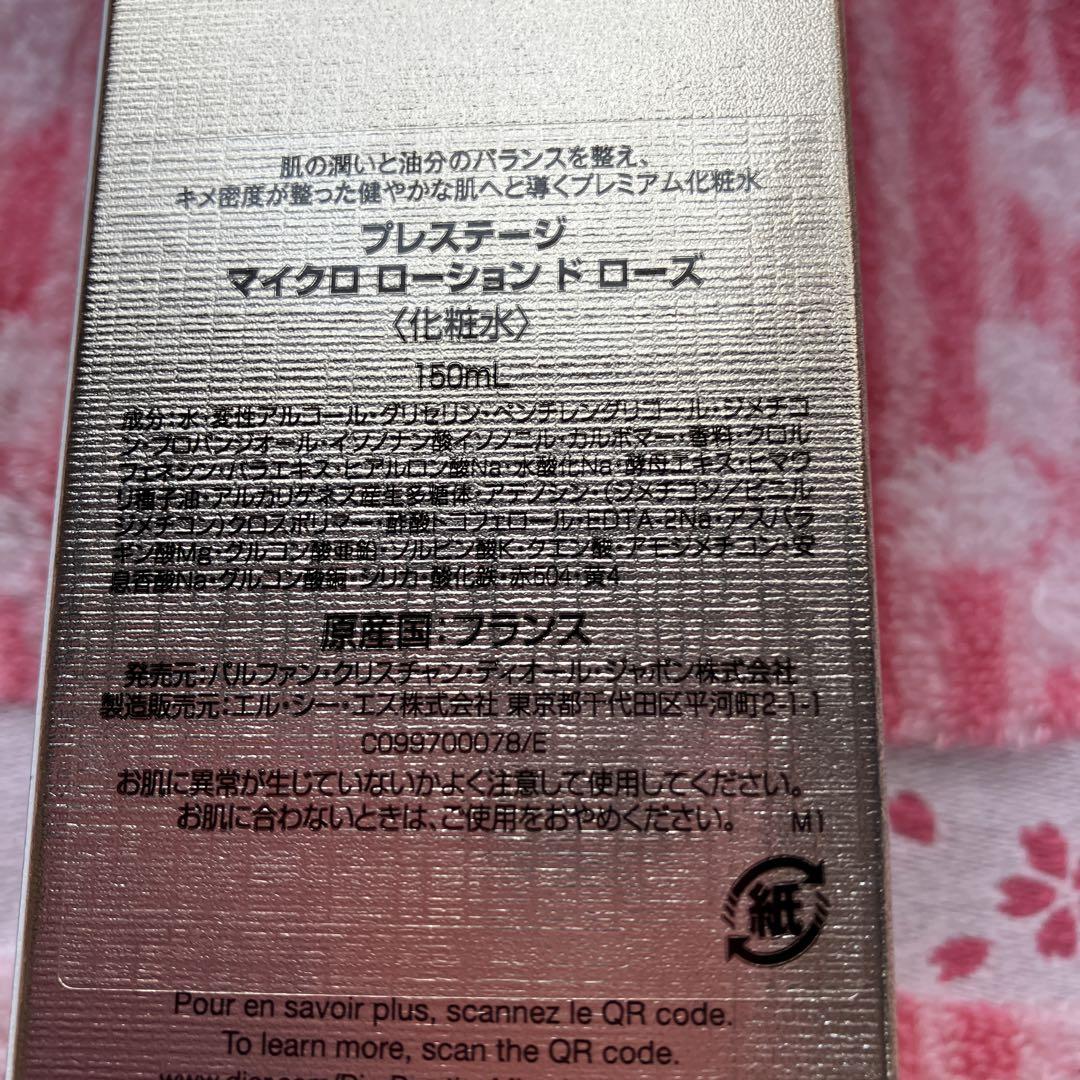 肌の潤いと油分のバランスを整え、
キメ密度が整った健やかな肌へと導くプレミアム化粧水
プレステージ
マイクロ ローション ド ローズ
〈化粧水〉
150mL
成分:水・変性アルコール・グリセリン・ペンチレングリコール・ジメチコ
ン・プロパンジオール・イソノナン酸イソノニル・カルボマー・香料・クロル
フェネシン・バラエキス・ヒアルロン酸Na・水酸化Na・酵母エキス・ヒマワ
リ種子油・アルカリゲネス産生多糖体・アデノシン・(ジメチコン/ビニル
ジメチコン)クロスポリマー・酢酸トコフェロール・EDTA-2Na・アスパラ
ギン酸Mg・グルコン酸亜鉛・ソルビン酸K・クエン酸・アモジメチコン・安
息香酸Na・グルコン酸銅・シリカ・酸化鉄・赤504・黄4
原産国:フランス
発売元:パルファン・クリスチャン・ディオール・ジャポン株式会社
製造販売元:エル・シー・エス株式会社 東京都千代田区平河町2-1-1
C099700078/E
お肌に異常が生じていないかよく注意して使用してください。
お肌に合わないときは、ご使用をおやめください。 M1
紙
Pour en savoir plus, scannez le QR code.
To learn more, scan the QR code.